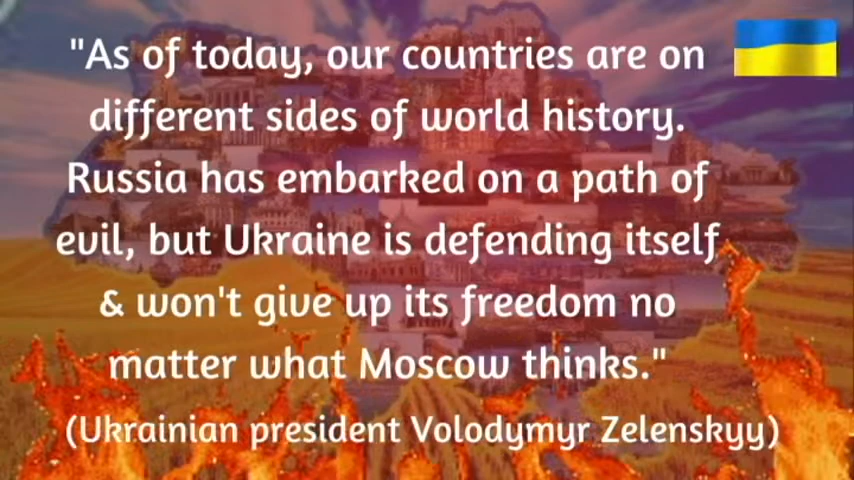 "As of today, our countries are on
different sides of world history.
Russia has embarked on a path of
evil, but Ukraine is defending itself
& won't give up its freedom no
matter what Moscow thinks."
(Ukrainian president Volodymyr Zelenskyy)